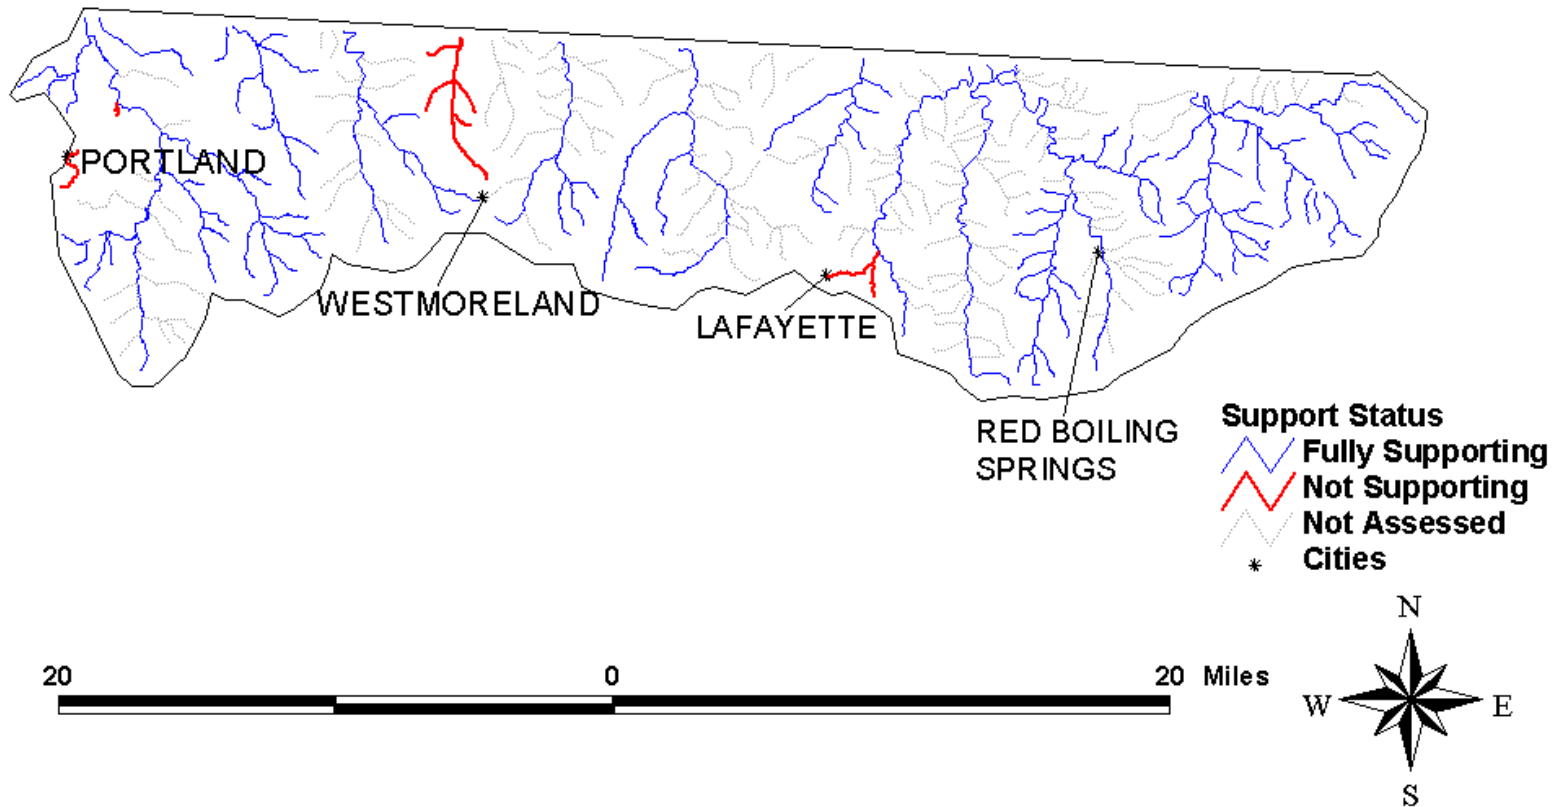 PORTLAND
WESTMORELAND
LAFAYETTE
RED BOILING
SPRINGS
Support Status
Fully Supporting
Not Supporting
Not Assessed
Cities
N
20 0 20 Miles
W E
S